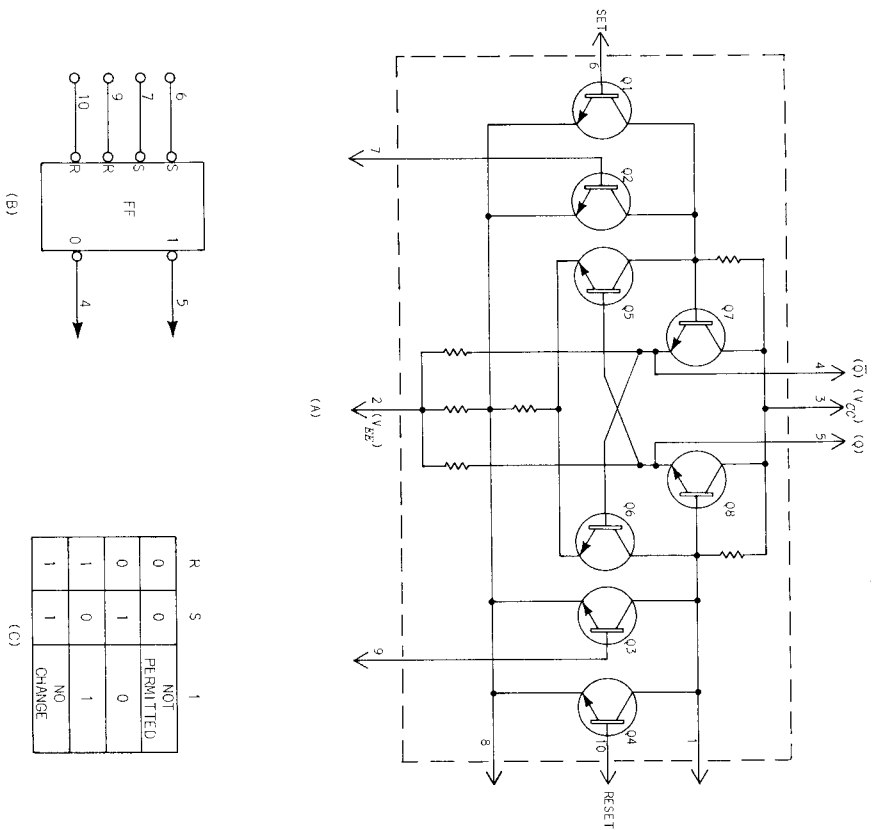 SET
6
Q1
7
Q2
Q5
Q7
4
(Q̅)
3
(V_CC)
5
(Q)
2
(V_EE)
Q8
Q6
Q3
9
Q4
10
RESET
8
1
(A)
6
7
9
10
S
S
R
R
FF
1
0
5
4
(B)
R S 1
0 0 NOT PERMITTED
0 1 0
1 0 1
1 1 NO CHANGE
(C)